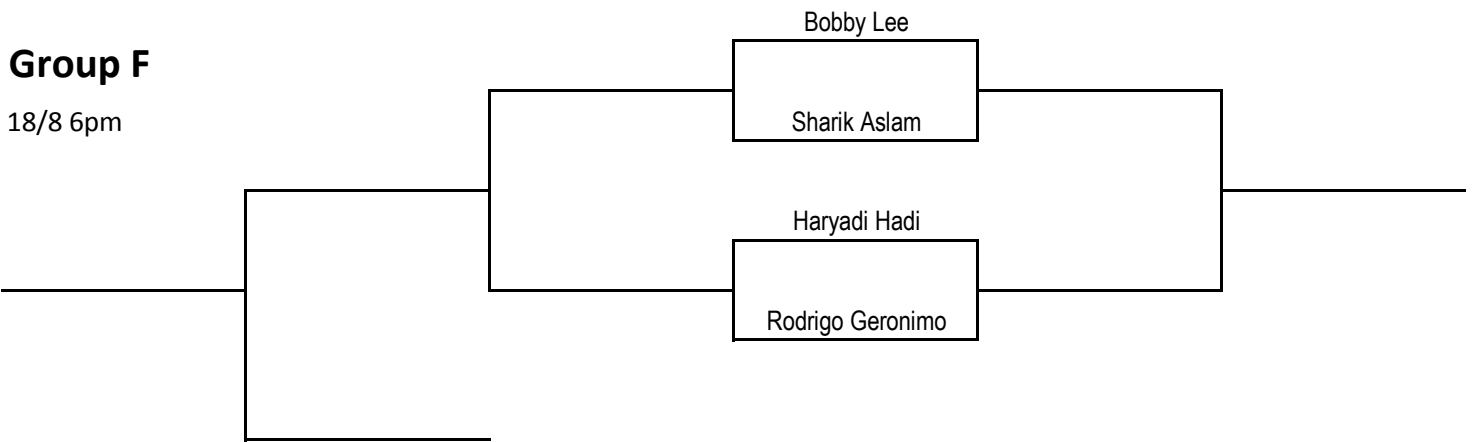 Group F
18/8 6pm
Bobby Lee
Sharik Aslam
Haryadi Hadi
Rodrigo Geronimo